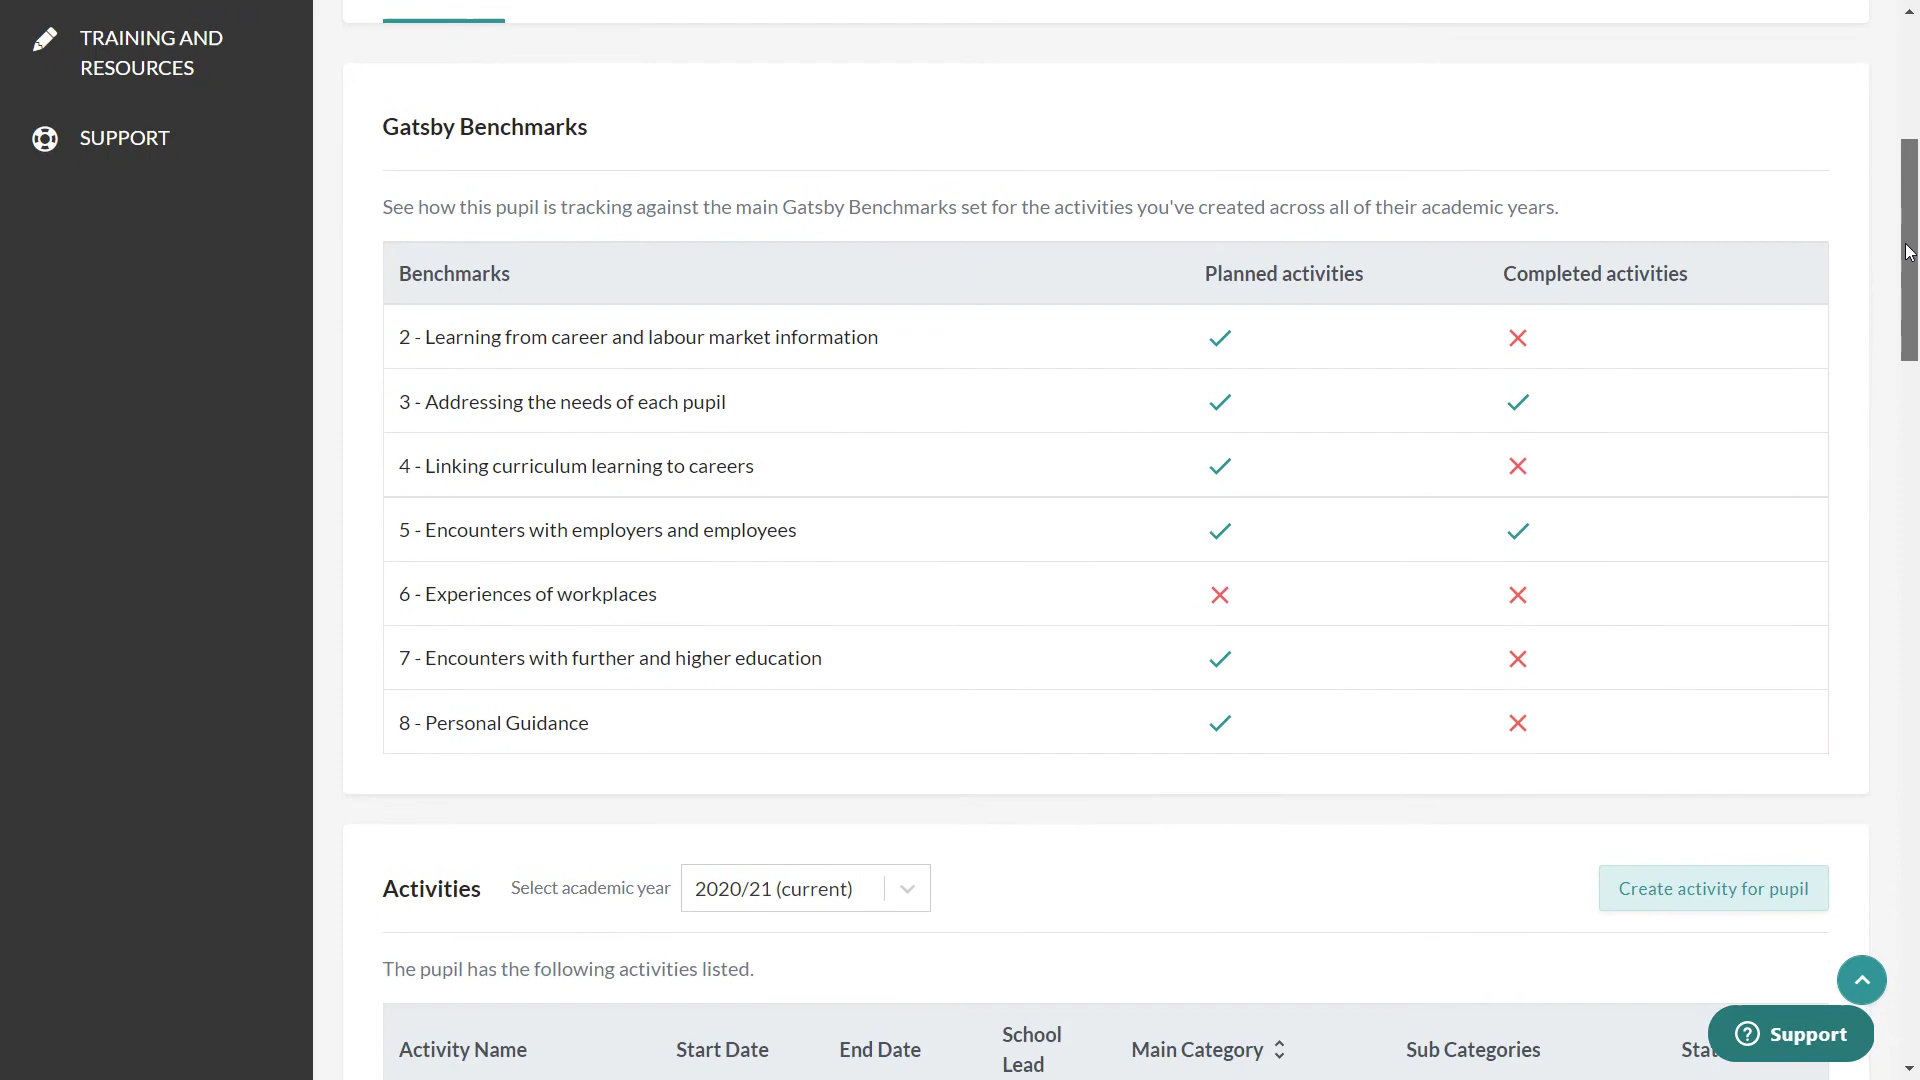 TRAINING AND
RESOURCES
SUPPORT
Gatsby Benchmarks
See how this pupil is tracking against the main Gatsby Benchmarks set for the activities you've created across all of their academic years.
Benchmarks Planned activities Completed activities
2 - Learning from career and labour market information
3 - Addressing the needs of each pupil
4 - Linking curriculum learning to careers
5 - Encounters with employers and employees
6 - Experiences of workplaces
7 - Encounters with further and higher education
8 - Personal Guidance
Activities Select academic year 2020/21 (current) Create activity for pupil
The pupil has the following activities listed.
Activity Name Start Date End Date School Lead Main Category Sub Categories
Support